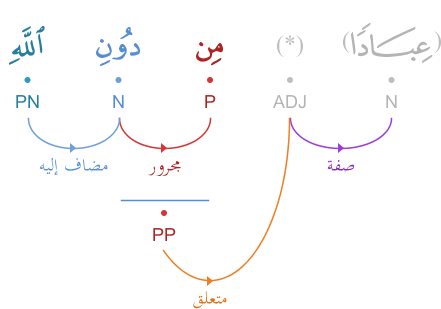 (عِبَادًا) (*) مِن دُونِ ٱللَّهِ
N ADJ P N PN
صفة مجرور مضاف إليه
PP
متعلق